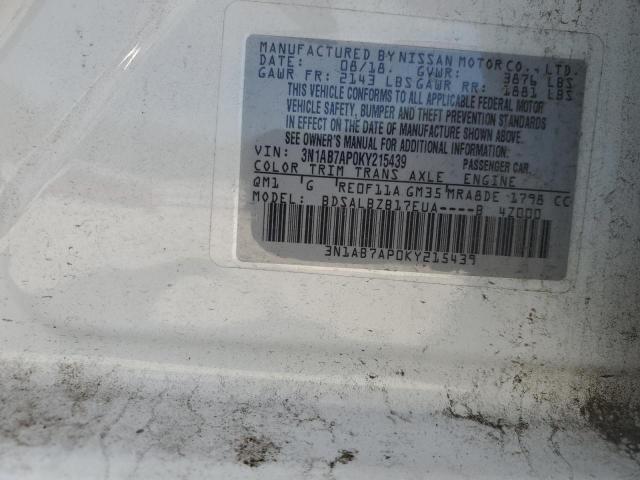 MANUFACTURED BY NISSAN MOTOR CO., LTD.
DATE: 08/18. GVWR: 3876 LBS
GAWR FR: 2143 LBS GAWR RR: 1881 LBS
THIS VEHICLE CONFORMS TO ALL APPLICABLE FEDERAL MOTOR
VEHICLE SAFETY, BUMPER AND THEFT PREVENTION STANDARDS
IN EFFECT ON THE DATE OF MANUFACTURE SHOWN ABOVE.
SEE OWNER'S MANUAL FOR ADDITIONAL INFORMATION.
VIN: 3N1AB7AP0KY215439 PASSENGER CAR
COLOR TRIM TRANS AXLE ENGINE
QM1 G RE0F11A GM35 MRA8DE 1798 CC
MODEL: BDSALBZB17EUA----B 47000
3N1AB7AP0KY215439